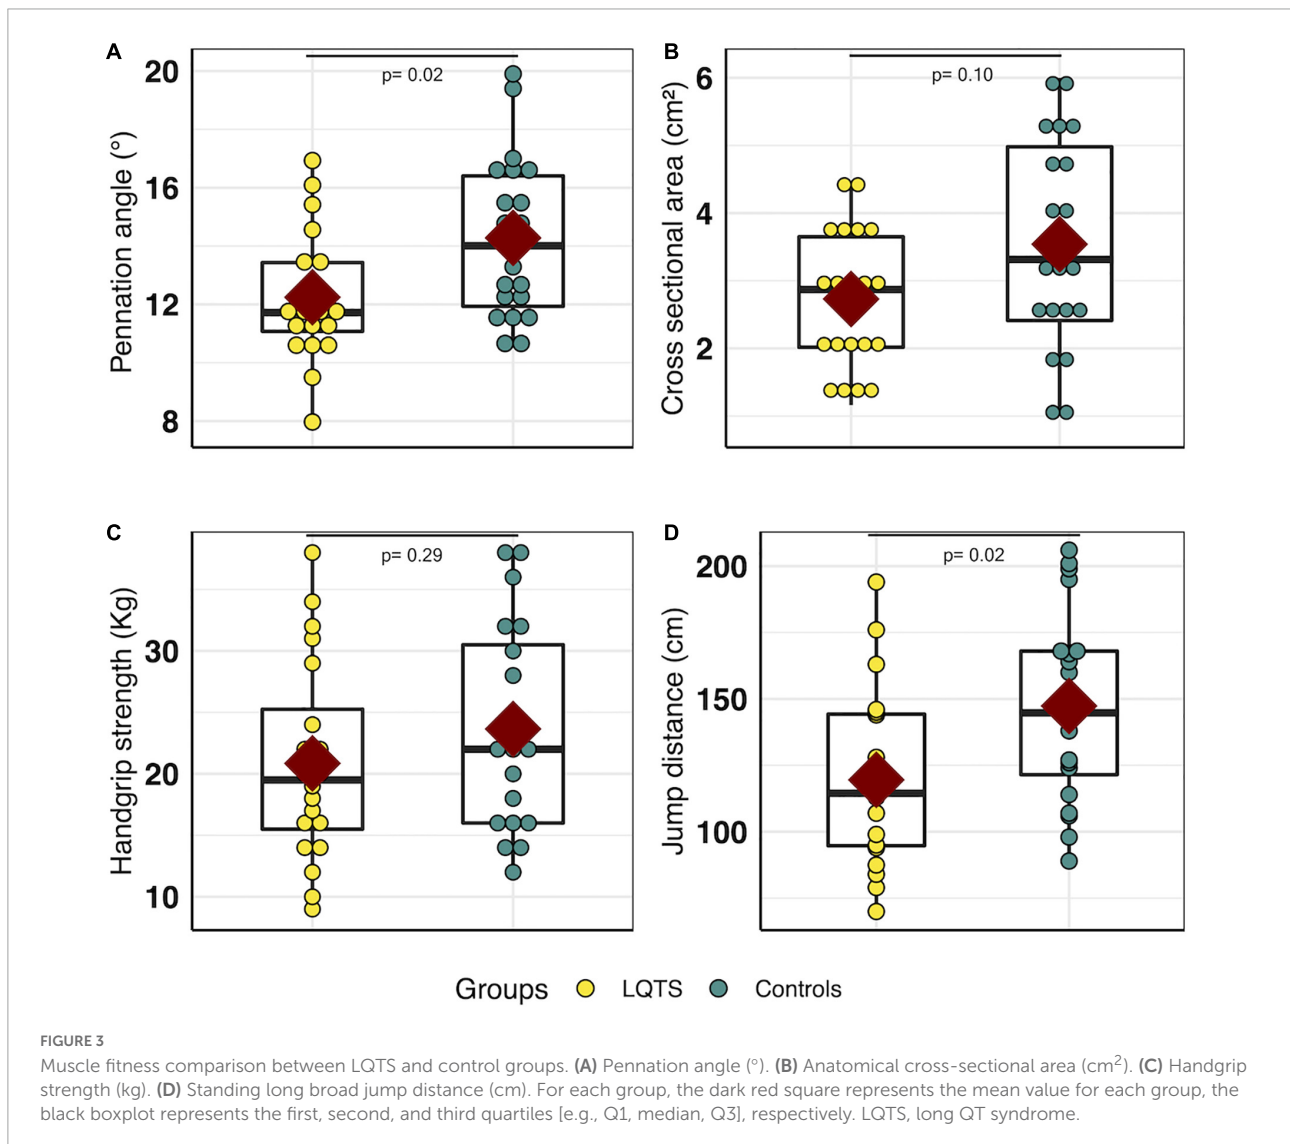 A
p= 0.02
Pennation angle (°)
20
16
12
8
B
p= 0.10
Cross sectional area (cm²)
6
4
2
C
p= 0.29
Handgrip strength (Kg)
30
20
10
D
p= 0.02
Jump distance (cm)
200
150
100
Groups LQTS Controls
FIGURE 3
Muscle fitness comparison between LQTS and control groups. (A) Pennation angle (°). (B) Anatomical cross-sectional area (cm²). (C) Handgrip
strength (kg). (D) Standing long broad jump distance (cm). For each group, the dark red square represents the mean value for each group, the
black boxplot represents the first, second, and third quartiles [e.g., Q1, median, Q3], respectively. LQTS, long QT syndrome.